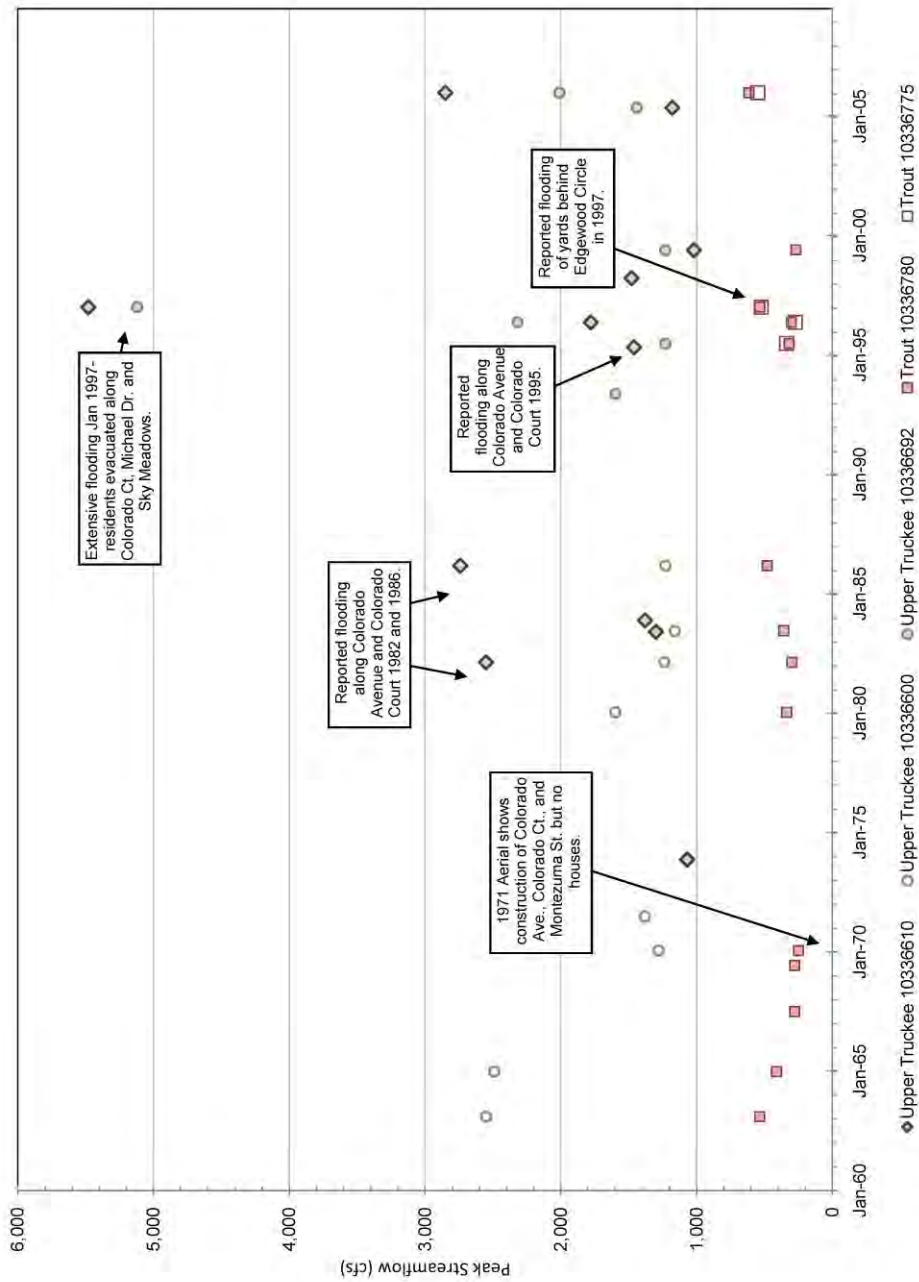 6,000
5,000
4,000
3,000
2,000
1,000
0
Peak Streamflow (cfs)
Jan-60
Jan-65
Jan-70
Jan-75
Jan-80
Jan-85
Jan-90
Jan-95
Jan-00
Jan-05
1971 Aerial shows
construction of Colorado
Ave., Colorado Ct., and
Montezuma St. but no
houses.
Reported flooding
along Colorado
Avenue and Colorado
Court 1982 and 1986.
Extensive flooding Jan 1997-
residents evacuated along
Colorado Ct, Michael Dr. and
Sky Meadows.
Reported
flooding along
Colorado Avenue
and Colorado
Court 1995.
Reported flooding
of yards behind
Edgewood Circle
in 1997.
Upper Truckee 10336610
Upper Truckee 10336600
Upper Truckee 10336692
Trout 10336780
Trout 10336775